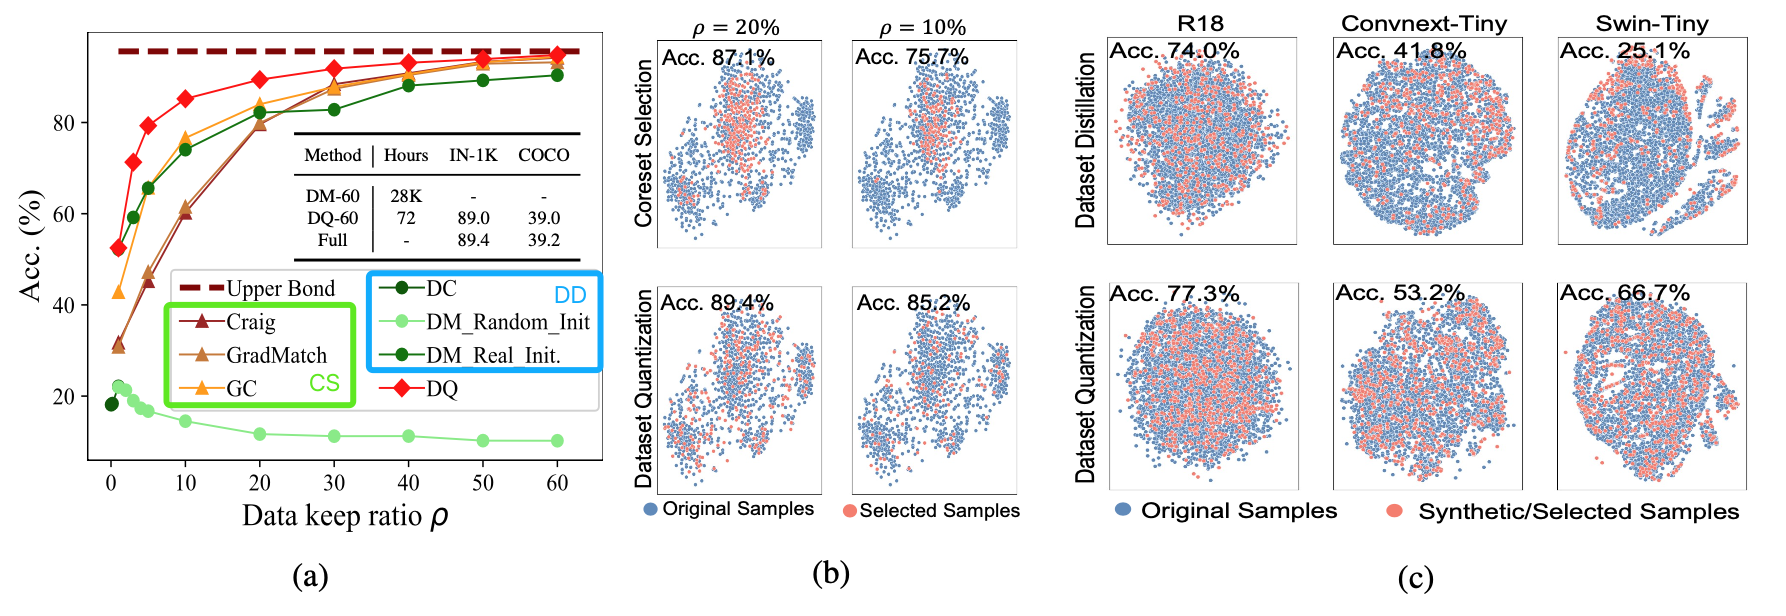 Acc. (%)
80
60
40
20
0 10 20 30 40 50 60
Data keep ratio ρ
Method Hours IN-1K COCO
DM-60 28K - -
DQ-60 72 89.0 39.0
Full - 89.4 39.2
Upper Bond
Craig
GradMatch
GC
CS
DC
DD
DM_Random_Init
DM_Real_Init.
DQ
(a)
ρ = 20% ρ = 10%
Coreset Selection
Acc. 87.1% Acc. 75.7%
Dataset Quantization
Acc. 89.4% Acc. 85.2%
Original Samples Selected Samples
(b)
R18 Convnext-Tiny Swin-Tiny
Dataset Distillation
Acc. 74.0% Acc. 41.8% Acc. 25.1%
Dataset Quantization
Acc. 77.3% Acc. 53.2% Acc. 66.7%
Original Samples Synthetic/Selected Samples
(c)